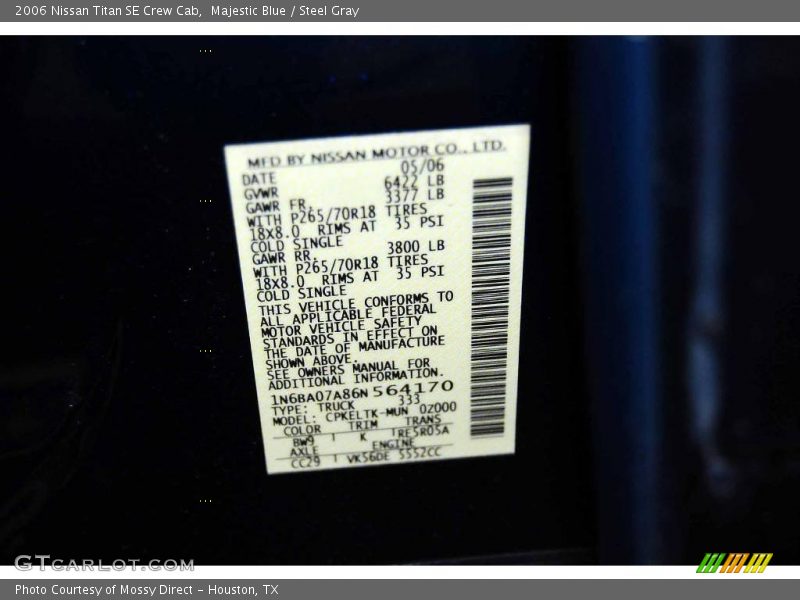 2006 Nissan Titan SE Crew Cab, Majestic Blue / Steel Gray
MFD BY NISSAN MOTOR CO., LTD.
DATE 05/06
GVWR 6422 LB
GAWR FR. 3377 LB
WITH P265/70R18 TIRES
18X8.0 RIMS AT 35 PSI
COLD SINGLE
GAWR RR. 3800 LB
WITH P265/70R18 TIRES
18X8.0 RIMS AT 35 PSI
COLD SINGLE
THIS VEHICLE CONFORMS TO
ALL APPLICABLE FEDERAL
MOTOR VEHICLE SAFETY
STANDARDS IN EFFECT ON
THE DATE OF MANUFACTURE
SHOWN ABOVE.
SEE OWNERS MANUAL FOR
ADDITIONAL INFORMATION.
1N6BA07A86N564170
TYPE: TRUCK 333
MODEL: CPKELTK-MUN 02000
COLOR TRIM TRANS
BW9 K TRE5R05A
AXLE ENGINE
CC29 VK56DE 5552CC
GTCARLOT.COM
Photo Courtesy of Mossy Direct - Houston, TX